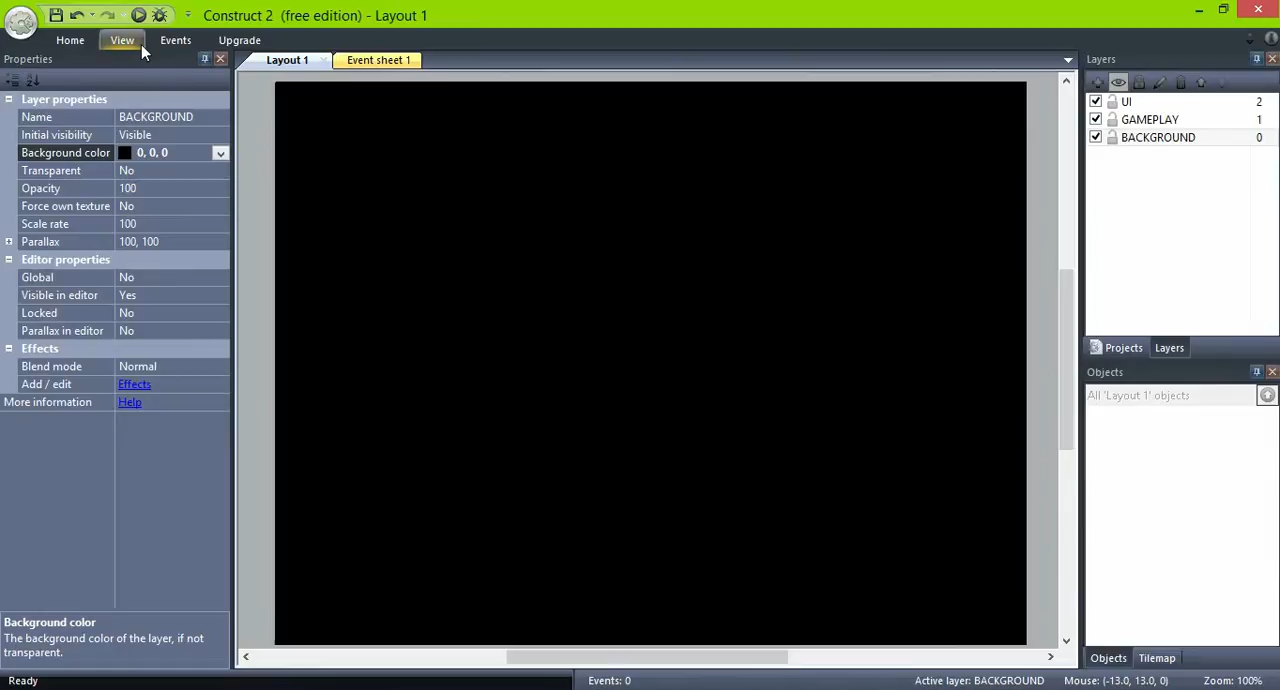 Construct 2 (free edition) - Layout 1
Home View Events Upgrade
Properties
Layer properties
Name BACKGROUND
Initial visibility Visible
Background color 0, 0, 0
Transparent No
Opacity 100
Force own texture No
Scale rate 100
Parallax 100, 100
Editor properties
Global No
Visible in editor Yes
Locked No
Parallax in editor No
Effects
Blend mode Normal
Add / edit Effects
More information Help
Background color
The background color of the layer, if not
transparent.
Layout 1 Event sheet 1
Layers
UI 2
GAMEPLAY 1
BACKGROUND 0
Projects Layers
Objects
All 'Layout 1' objects
Objects Tilemap
Ready Events: 0 Active layer: BACKGROUND Mouse: (-13.0, 13.0, 0) Zoom: 100%